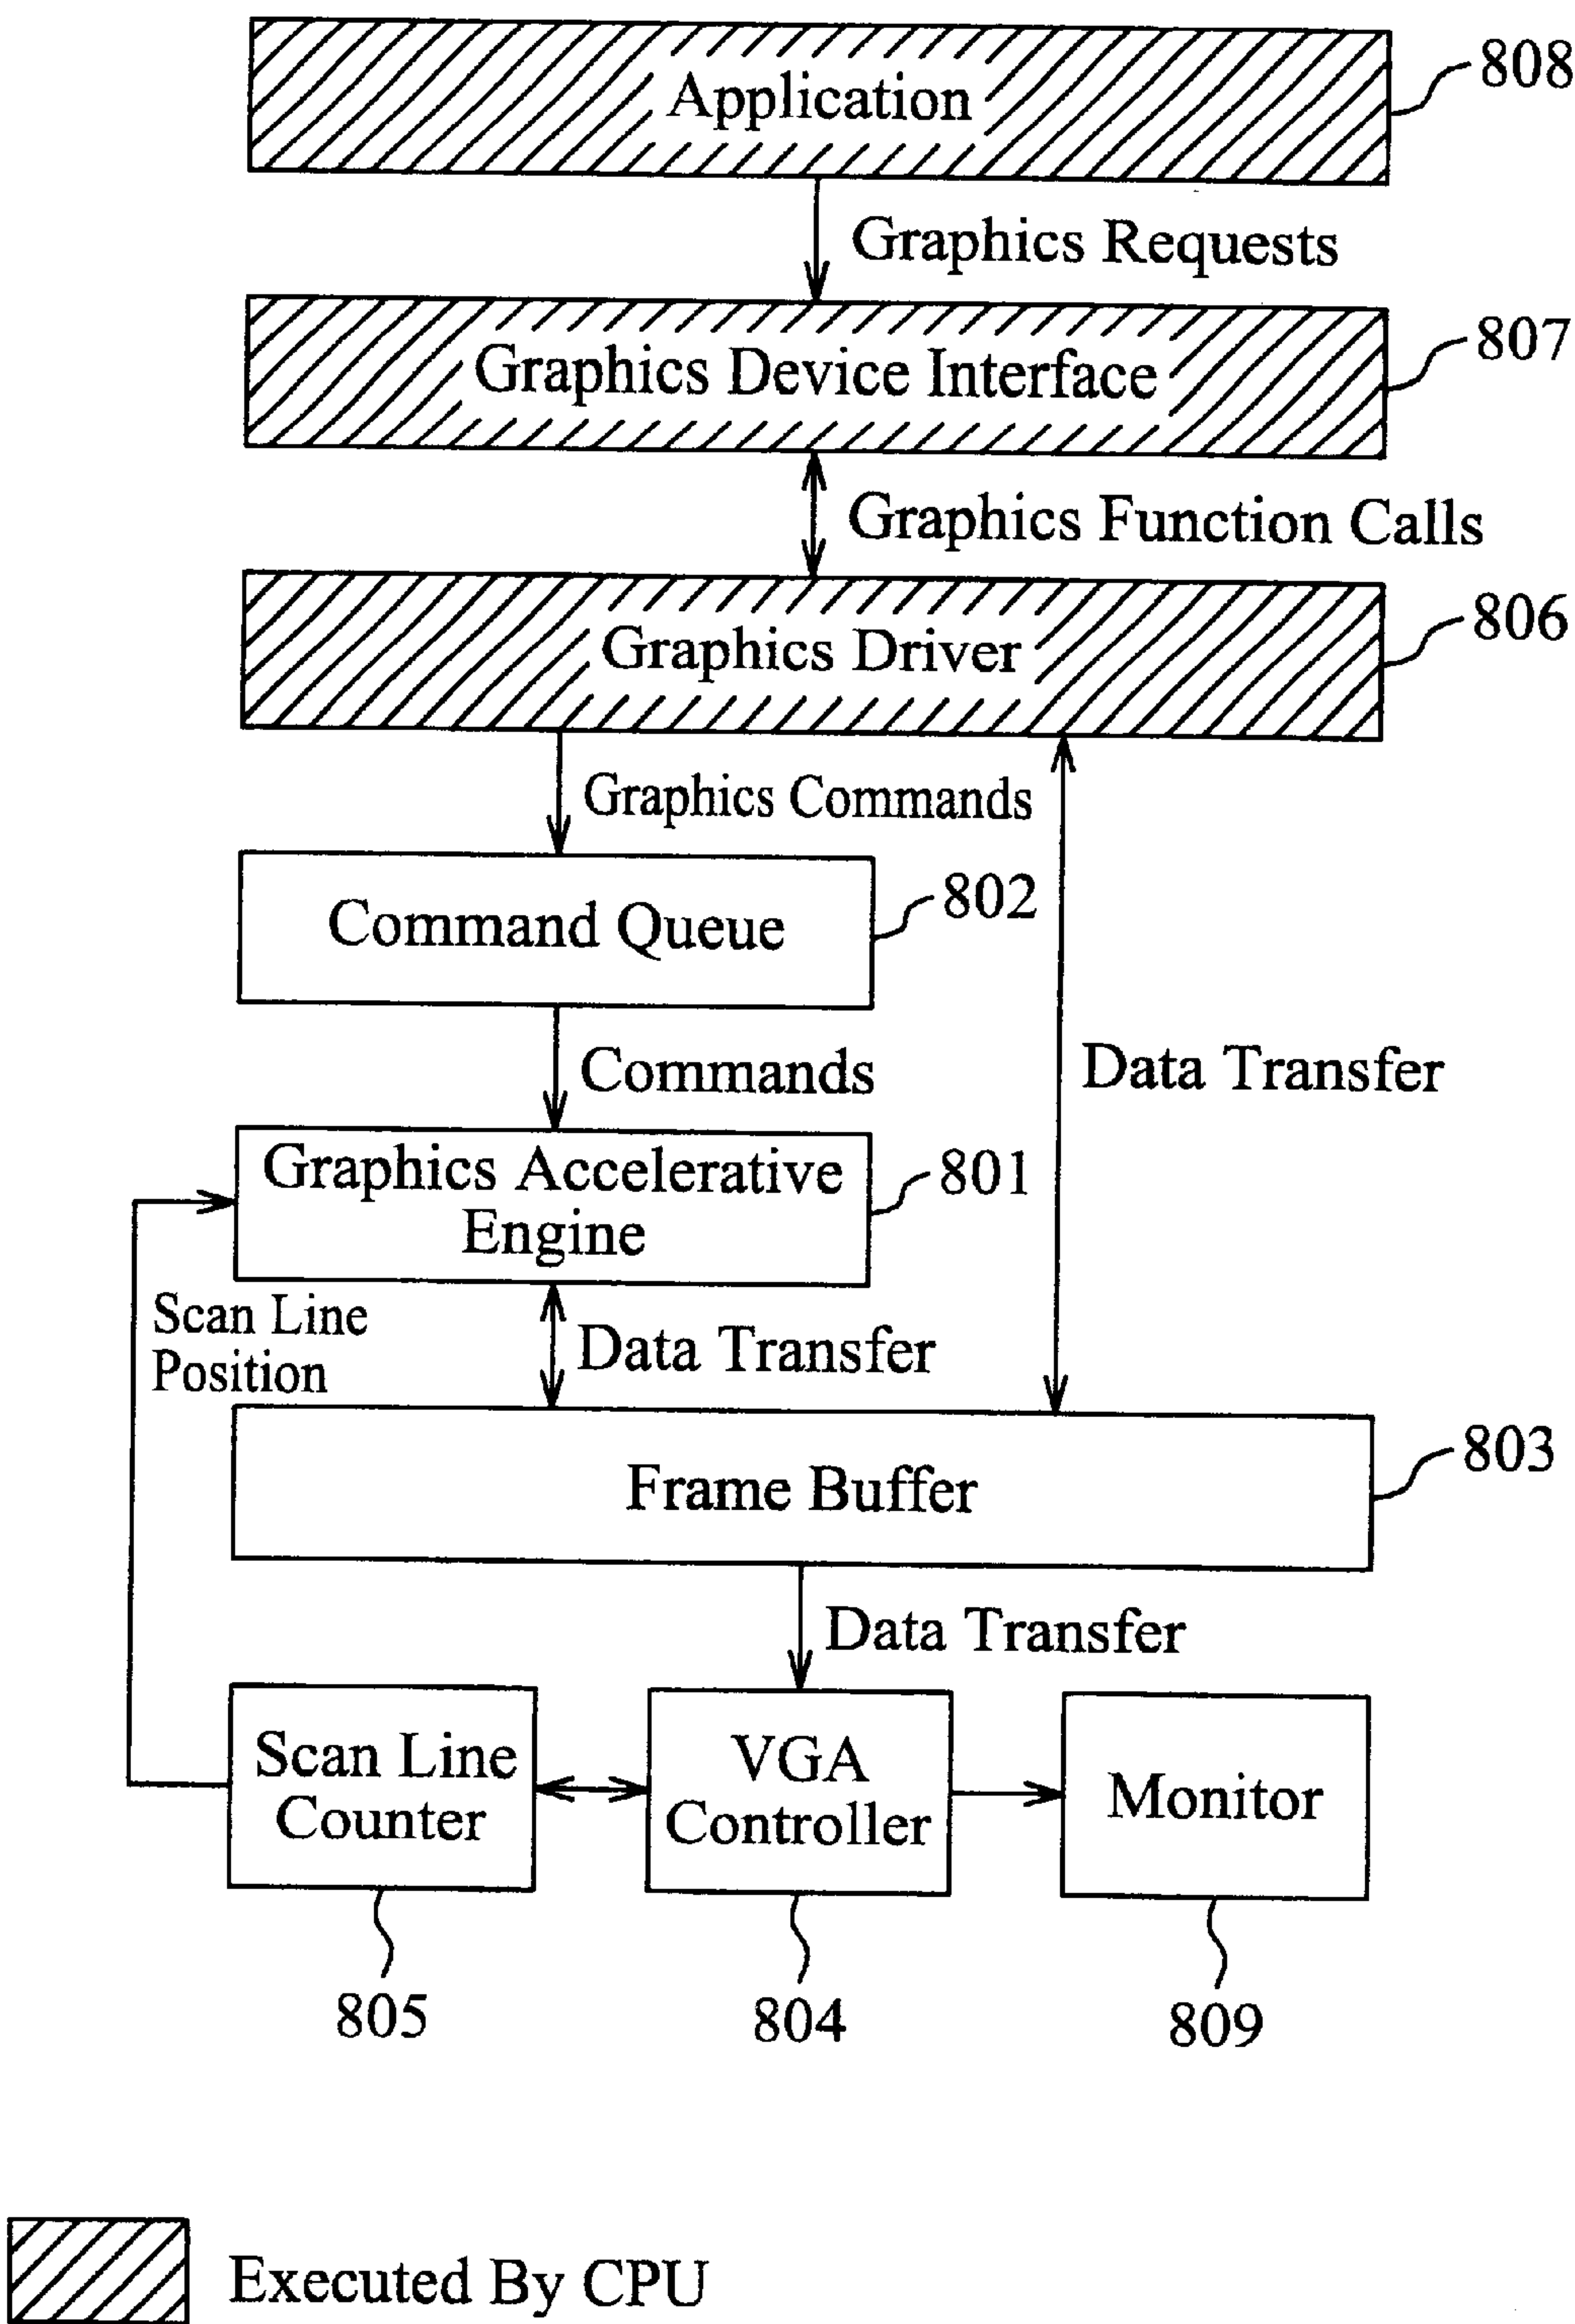 Application
808
Graphics Requests
Graphics Device Interface
807
Graphics Function Calls
Graphics Driver
806
Graphics Commands
Command Queue
802
Commands
Data Transfer
Graphics Accelerative
Engine
801
Scan Line
Position
Data Transfer
Frame Buffer
803
Data Transfer
Scan Line
Counter
VGA
Controller
Monitor
805
804
809
Executed By CPU